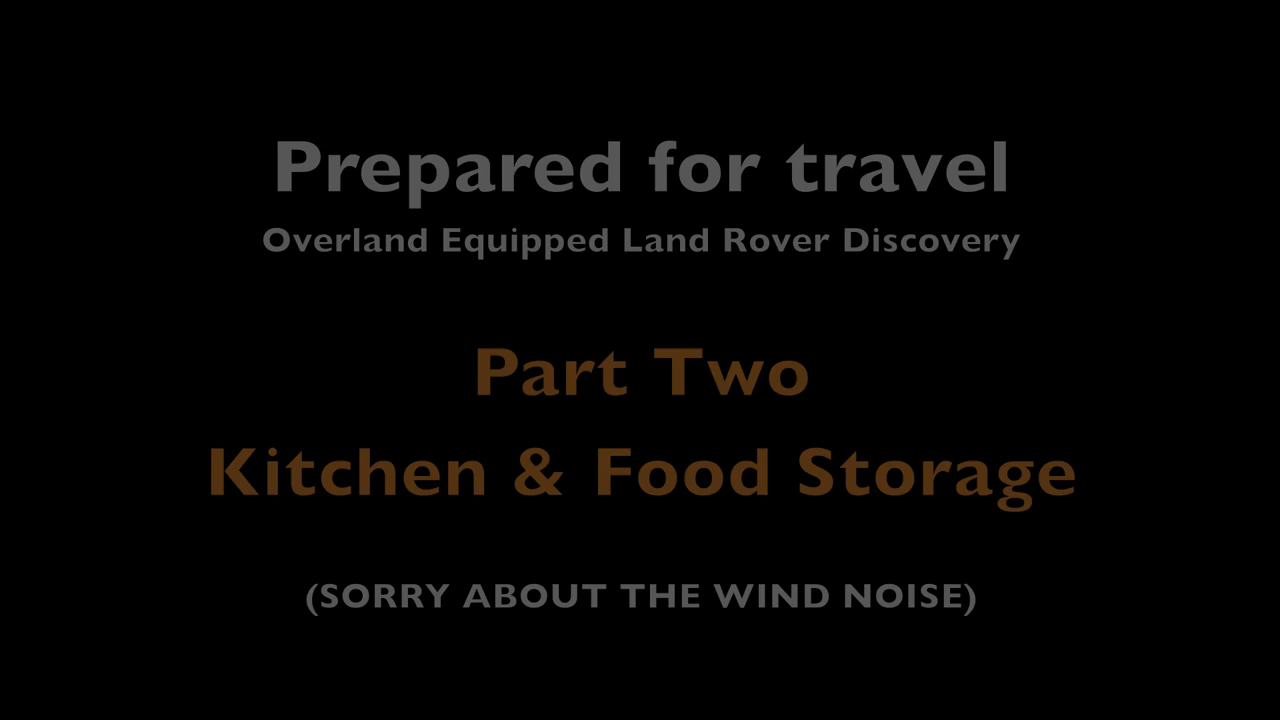 Prepared for travel
Overland Equipped Land Rover Discovery
Part Two
Kitchen & Food Storage
(SORRY ABOUT THE WIND NOISE)